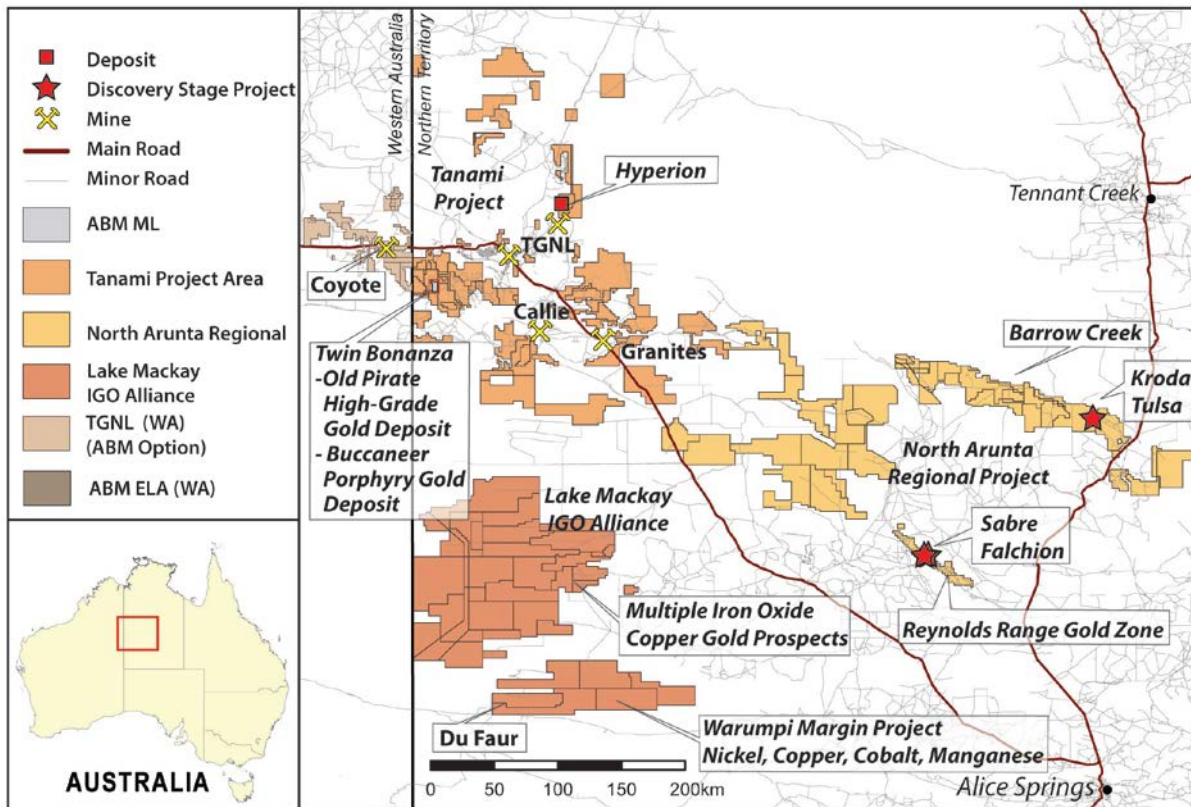 Deposit
Discovery Stage Project
Mine
Main Road
Minor Road
ABM ML
Tanami Project Area
North Arunta Regional
Lake Mackay
IGO Alliance
TGNL (WA)
(ABM Option)
ABM ELA (WA)
AUSTRALIA
Western Australia
Northern Territory
Tanami
Project
Hyperion
TGNL
Coyote
Callie
Granites
Twin Bonanza
-Old Pirate
High-Grade
Gold Deposit
- Buccaneer
Porphyry Gold
Deposit
Tennant Creek
Barrow Creek
Kroda
Tulsa
North Arunta
Regional Project
Lake Mackay
IGO Alliance
Sabre
Falchion
Multiple Iron Oxide
Copper Gold Prospects
Reynolds Range Gold Zone
Du Faur
Warumpi Margin Project
Nickel, Copper, Cobalt, Manganese
0 50 100 150 200km
Alice Springs